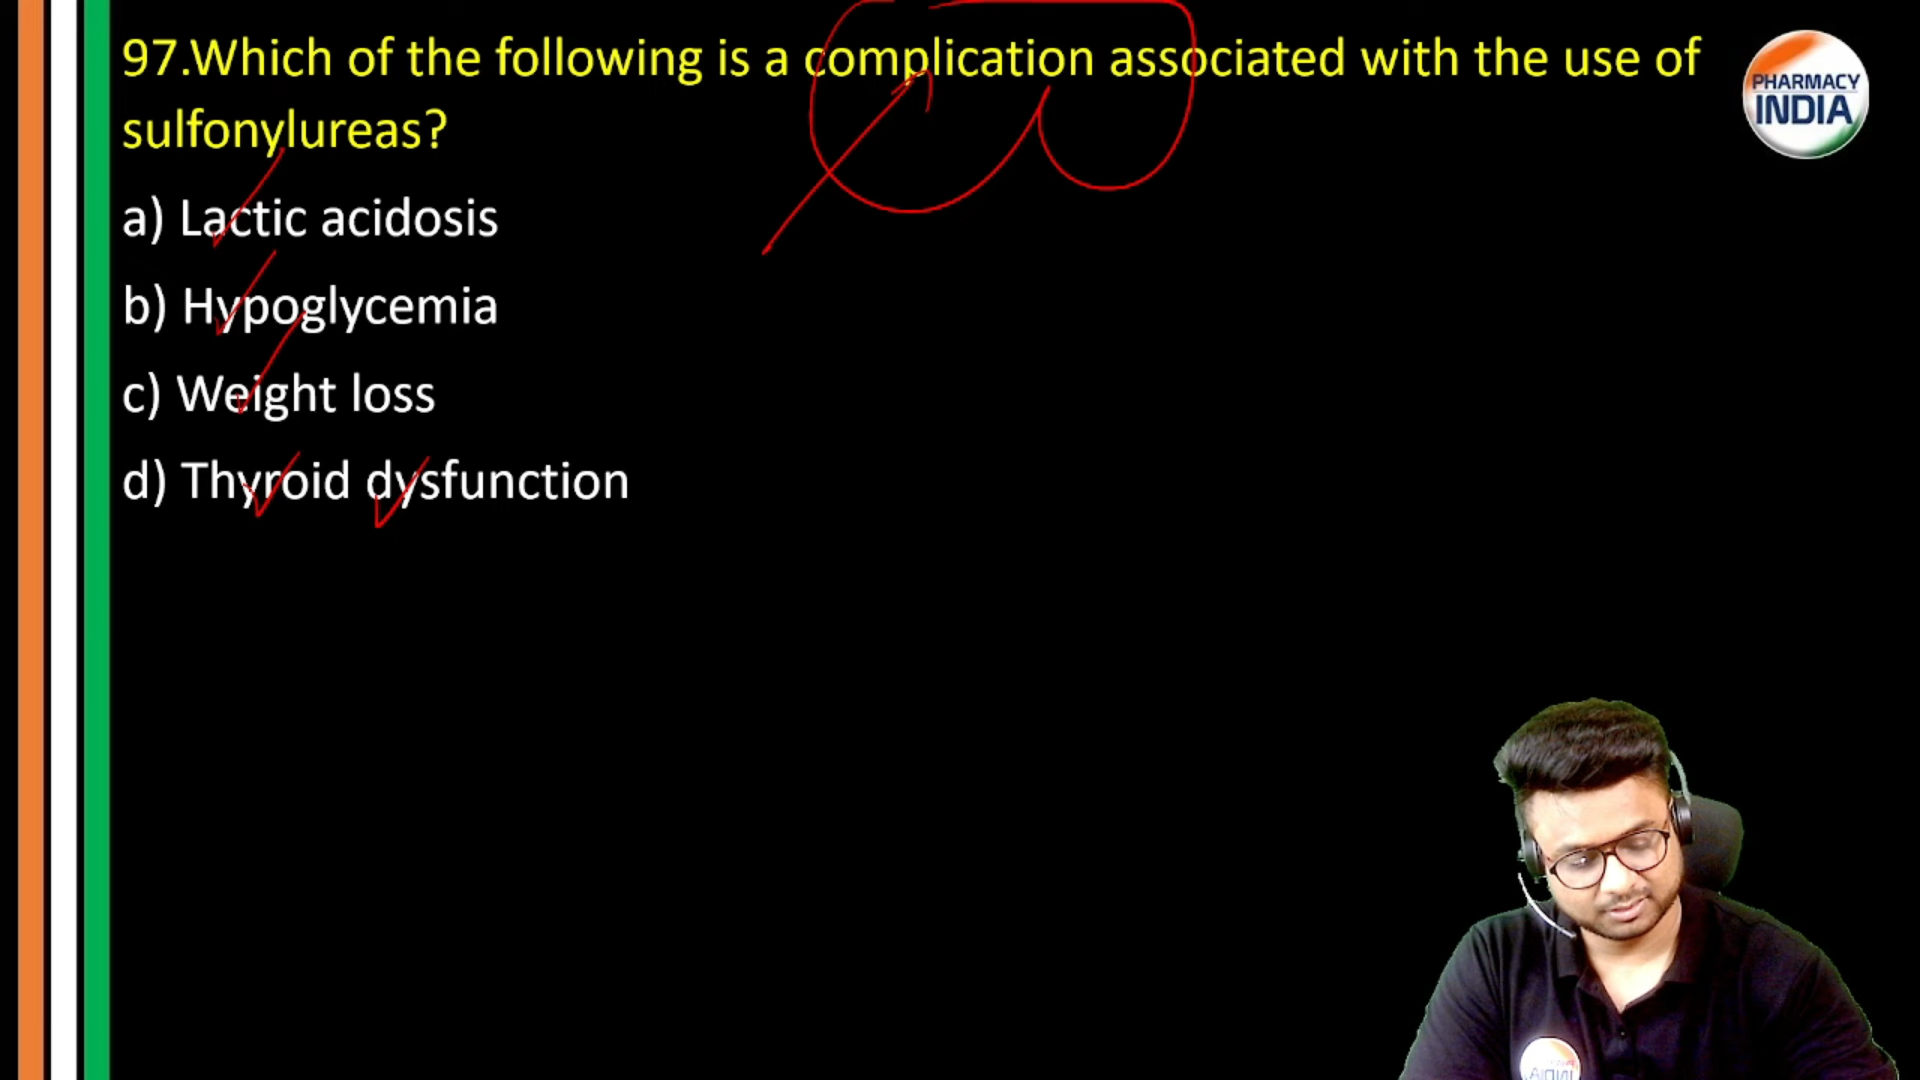 97.Which of the following is a complication associated with the use of
sulfonylureas?
a) Lactic acidosis
b) Hypoglycemia
c) Weight loss
d) Thyroid dysfunction
PHARMACY
INDIA